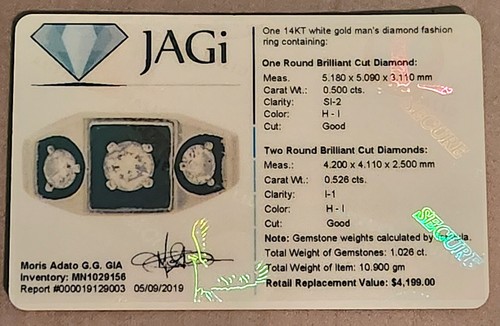 JAGi
One 14KT white gold man's diamond fashion
ring containing:
One Round Brilliant Cut Diamond:
Meas. 5.180 x 5.090 x 3.110 mm
Carat Wt.: 0.500 cts.
Clarity: SI-2
Color: H - I
Cut: Good
Two Round Brilliant Cut Diamonds:
Meas.: 4.200 x 4.110 x 2.500 mm
Carat Wt.: 0.526 cts.
Clarity: I-1
Color: H - I
Cut: Good
Note: Gemstone weights calculated by
Total Weight of Gemstones: 1.026 ct.
Total Weight of Item: 10.900 gm
Retail Replacement Value: $4,199.00
Moris Adato G.G. GIA
Inventory: MN1029156
Report #000019129003 05/09/2019
SECURE
SECURE